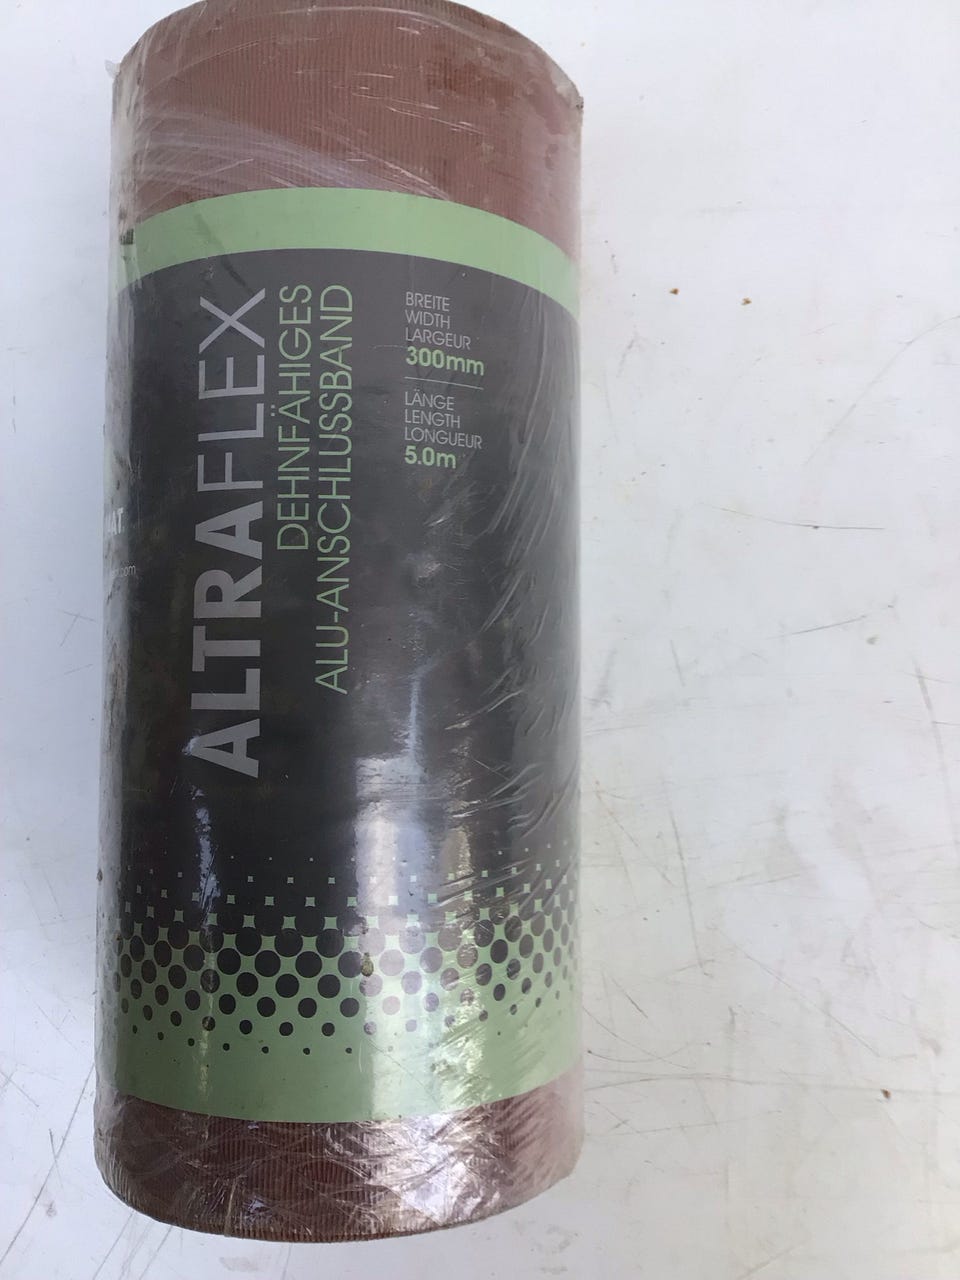 ALTRAFLEX
DEHNFÄHIGES
ALU-ANSCHLUSSBAND
BREITE
WIDTH
LARGEUR
300mm
LÄNGE
LENGTH
LONGUEUR
5.0m